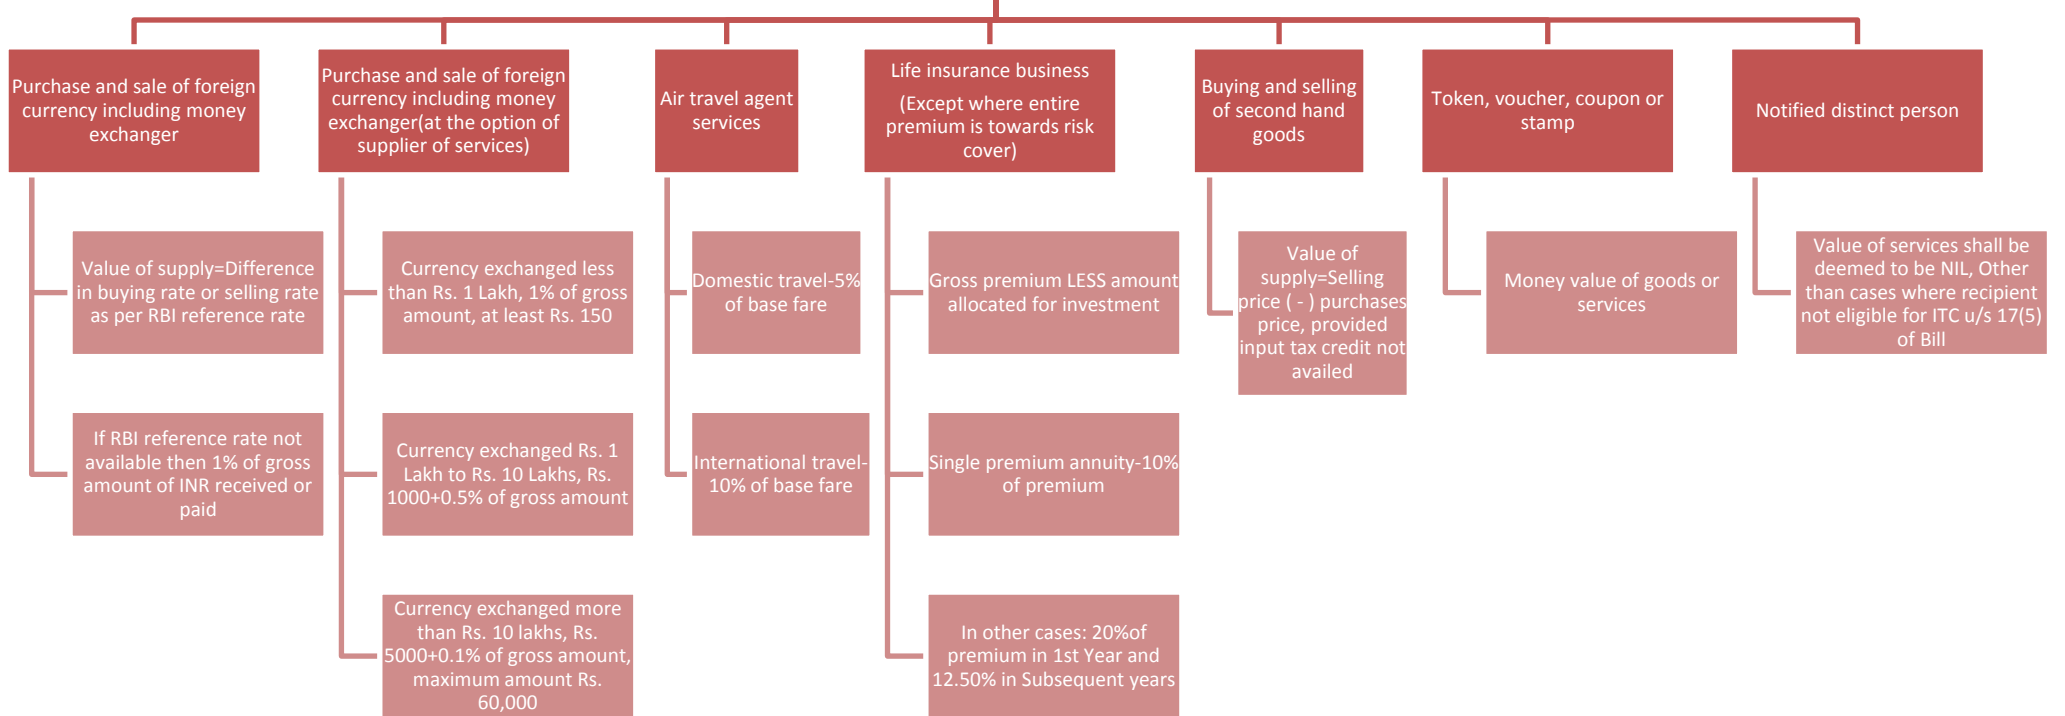 Purchase and sale of foreign
currency including money
exchanger
Value of supply=Difference
in buying rate or selling rate
as per RBI reference rate
If RBI reference rate not
available then 1% of gross
amount of INR received or
paid
Purchase and sale of foreign
currency including money
exchanger(at the option of
supplier of services)
Currency exchanged less
than Rs. 1 Lakh, 1% of gross
amount, at least Rs. 150
Currency exchanged Rs. 1
Lakh to Rs. 10 Lakhs, Rs.
1000+0.5% of gross amount
Currency exchanged more
than Rs. 10 lakhs, Rs.
5000+0.1% of gross amount,
maximum amount Rs.
60,000
Air travel agent
services
Domestic travel-5%
of base fare
International travel-
10% of base fare
Life insurance business
(Except where entire
premium is towards risk
cover)
Gross premium LESS amount
allocated for investment
Single premium annuity-10%
of premium
In other cases: 20%of
premium in 1st Year and
12.50% in Subsequent years
Buying and selling
of second hand
goods
Value of
supply=Selling
price ( - ) purchases
price, provided
input tax credit not
availed
Token, voucher, coupon or
stamp
Money value of goods or
services
Notified distinct person
Value of services shall be
deemed to be NIL, Other
than cases where recipient
not eligible for ITC u/s 17(5)
of Bill